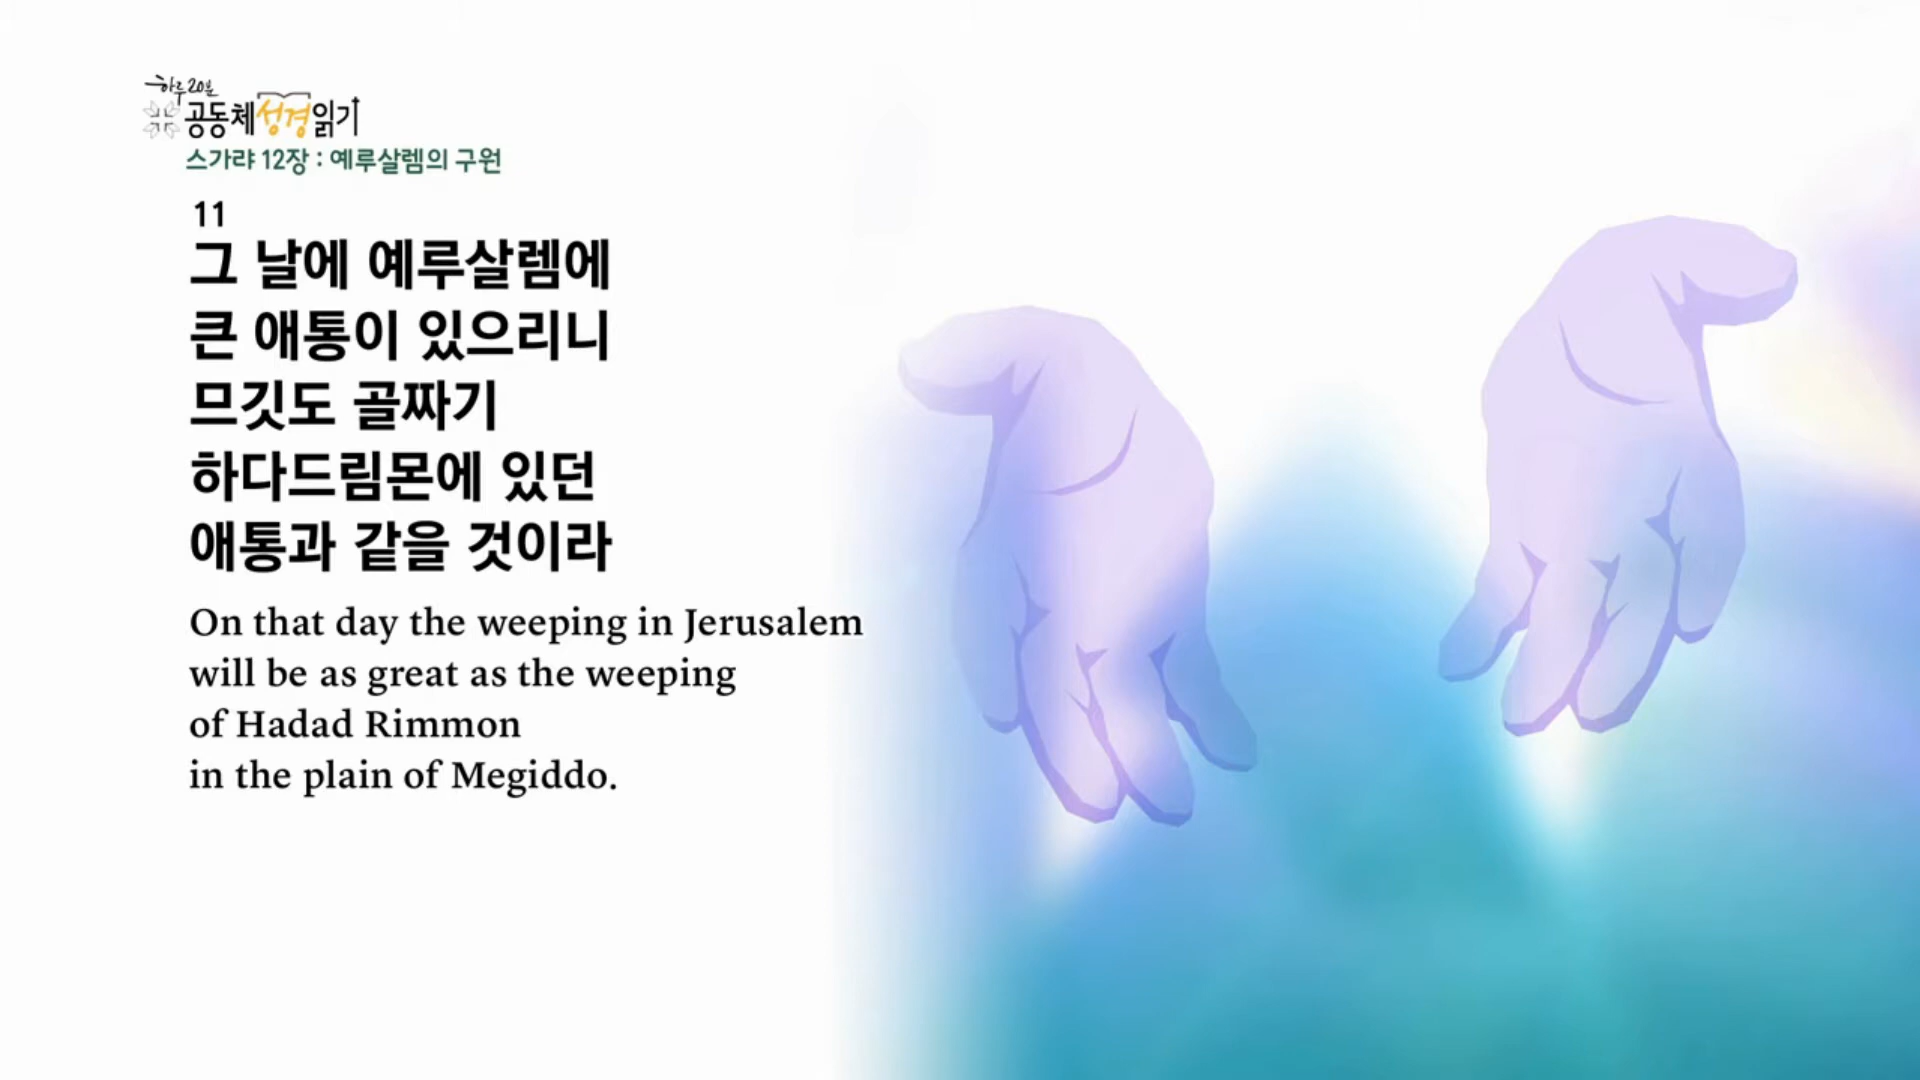 하루 20분
공동체성경읽기
스가랴 12장 : 예루살렘의 구원
11
그 날에 예루살렘에
큰 애통이 있으리니
므깃도 골짜기
하다드림몬에 있던
애통과 같을 것이라
On that day the weeping in Jerusalem
will be as great as the weeping
of Hadad Rimmon
in the plain of Megiddo.